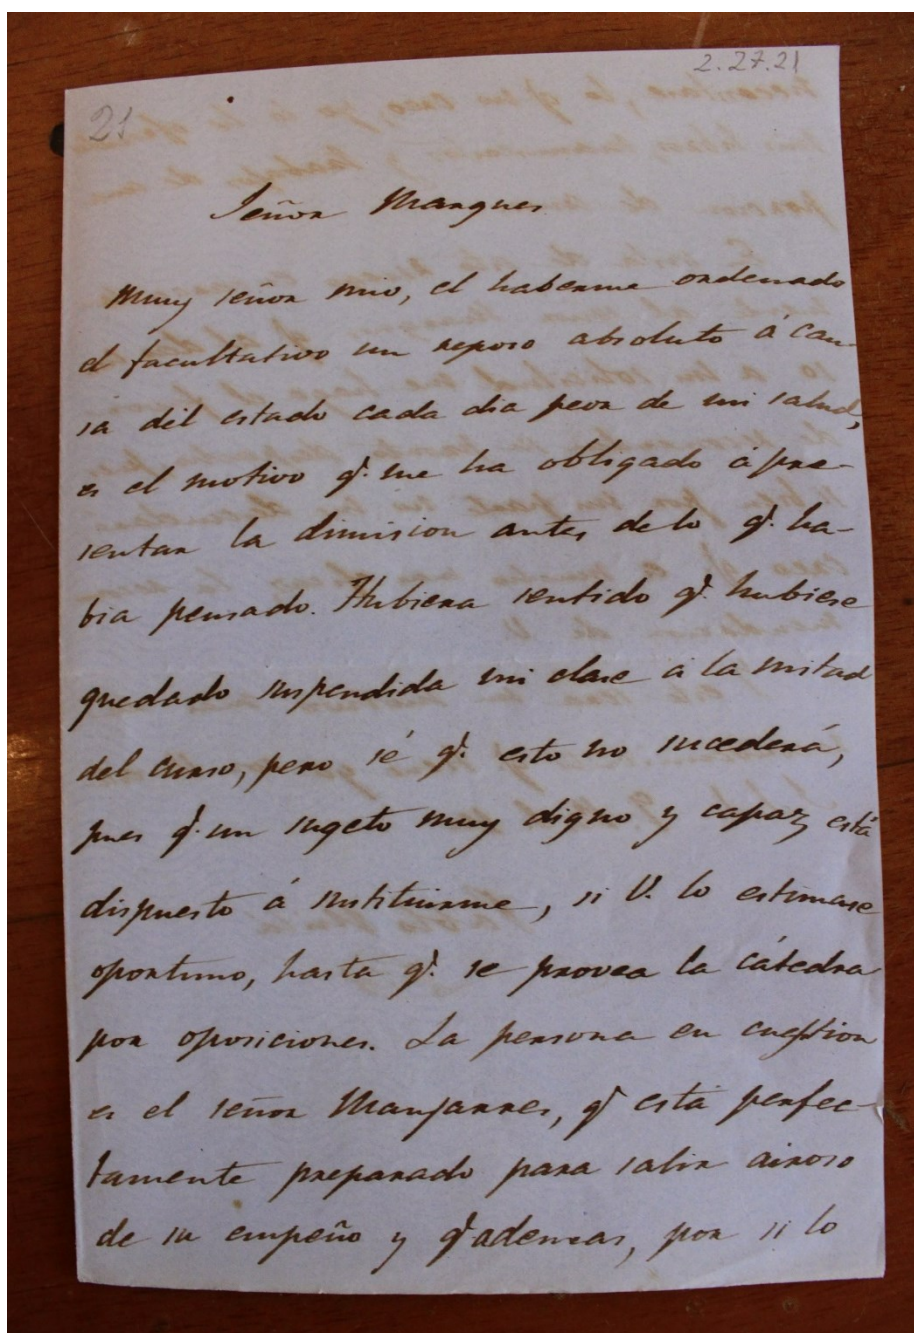 2.27.21
21
Señor Marques
Muy señor mio, el haberme ordenado
el facultativo un reposo absoluto á cau-
sa del estado cada dia peor de mi salud,
es el motivo q.e me ha obligado á pre-
sentar la dimision antes de lo q.e ha-
bia pensado. Hubiera sentido q.e hubiese
quedado suspendida mi clase á la mitad
del curso, pero sé q.e esto no sucederá,
pues q.e un sugeto muy digno y capaz está
dispuesto á sustituirme, si V. lo estimase
oportuno, hasta q.e se provea la cátedra
por oposiciones. La persona en cuestion
es el señor Manjarres, q.e está perfec-
tamente preparado para salir airoso
de su empeño y q.e ademas, por si lo